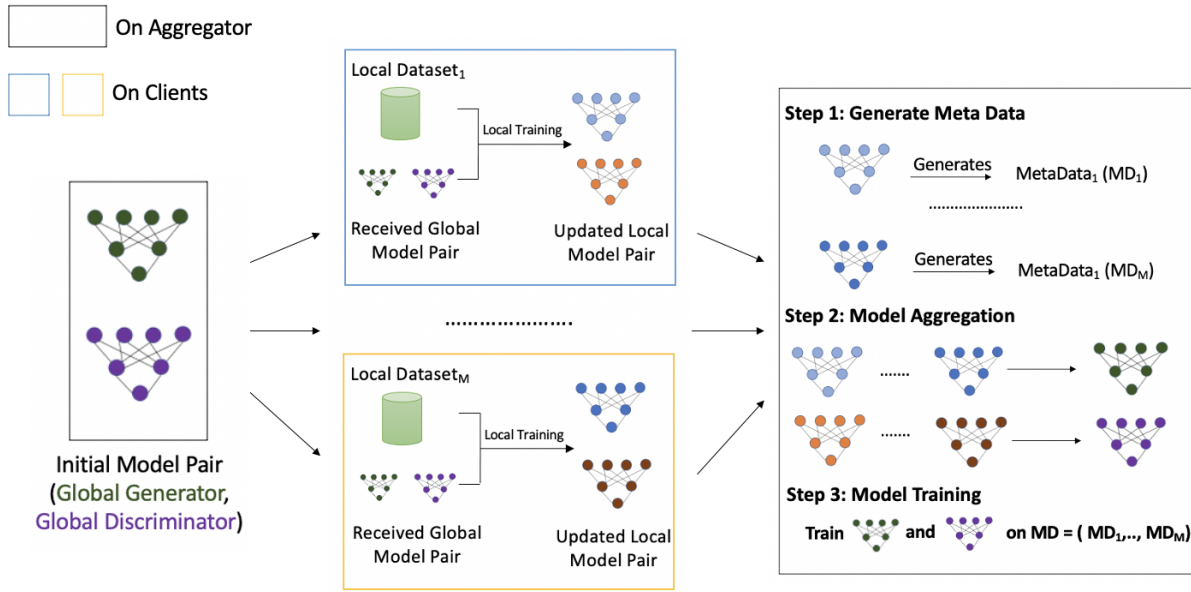 On Aggregator
On Clients
Initial Model Pair
(Global Generator,
Global Discriminator)
Local Dataset₁
Local Training
Received Global
Model Pair
Updated Local
Model Pair
.....................
Local Dataset_M
Local Training
Received Global
Model Pair
Updated Local
Model Pair
Step 1: Generate Meta Data
Generates
MetaData₁ (MD₁)
.......................
Generates
MetaData₁ (MD_M)
Step 2: Model Aggregation
.......
.......
Step 3: Model Training
Train and on MD = ( MD₁,.., MD_M)